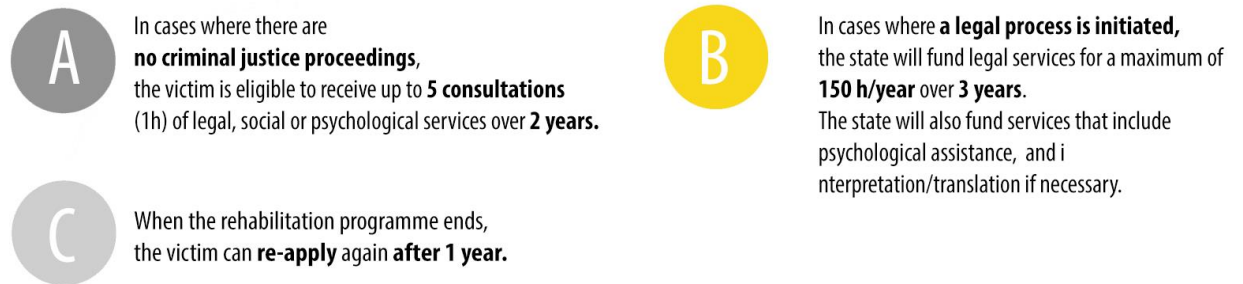 A
In cases where there are
no criminal justice proceedings,
the victim is eligible to receive up to 5 consultations
(1h) of legal, social or psychological services over 2 years.
B
In cases where a legal process is initiated,
the state will fund legal services for a maximum of
150 h/year over 3 years.
The state will also fund services that include
psychological assistance, and i
nterpretation/translation if necessary.
C
When the rehabilitation programme ends,
the victim can re-apply again after 1 year.